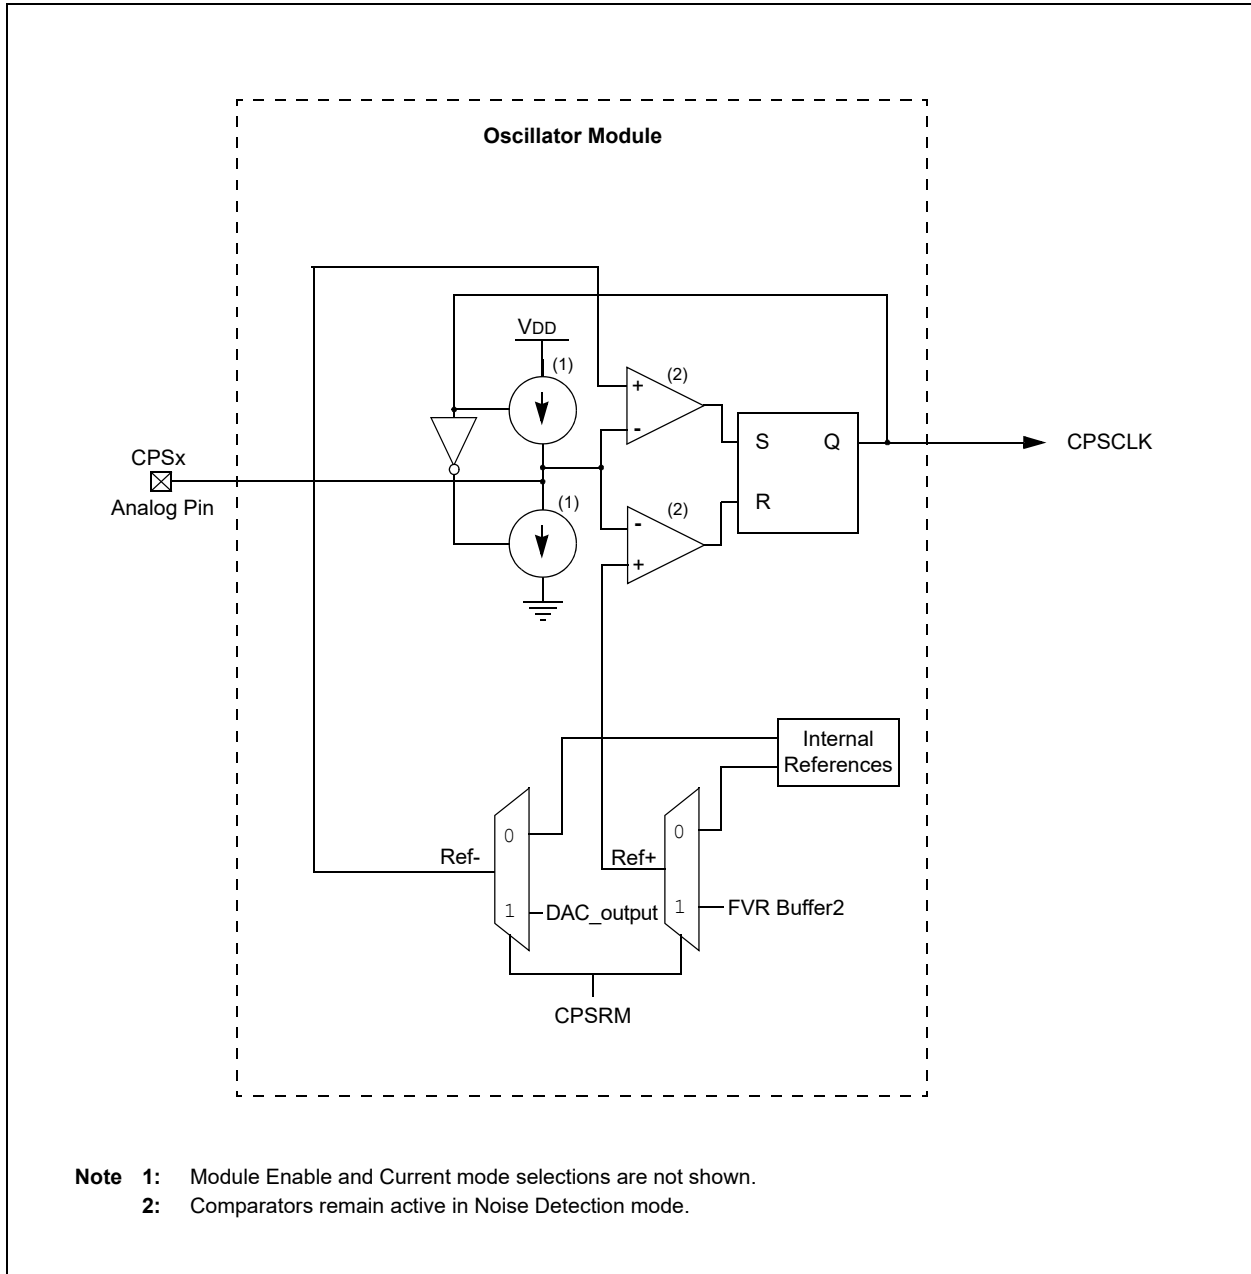 Oscillator Module
VDD
(1)
(2)
+
-
S Q
CPSCLK
CPSx
Analog Pin
(1)
(2)
R
-
+
Internal
References
0
0
Ref-
Ref+
1
DAC_output
1
FVR Buffer2
CPSRM
Note 1: Module Enable and Current mode selections are not shown.
2: Comparators remain active in Noise Detection mode.